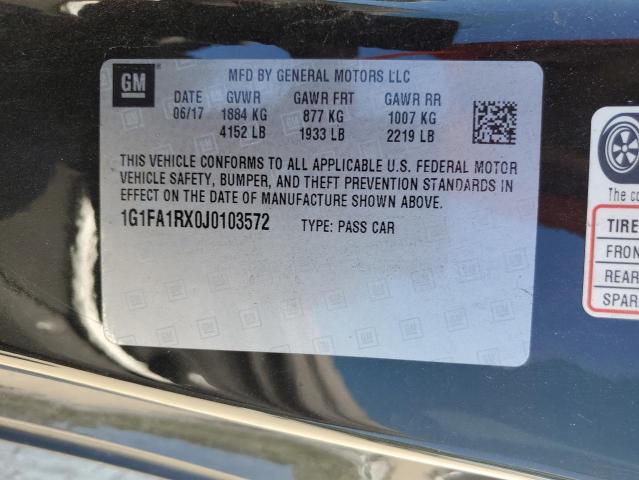 GM
MFD BY GENERAL MOTORS LLC
DATE GVWR GAWR FRT GAWR RR
06/17 1884 KG 877 KG 1007 KG
4152 LB 1933 LB 2219 LB
THIS VEHICLE CONFORMS TO ALL APPLICABLE U.S. FEDERAL MOTOR
VEHICLE SAFETY, BUMPER, AND THEFT PREVENTION STANDARDS IN
EFFECT ON THE DATE OF MANUFACTURE SHOWN ABOVE.
1G1FA1RX0J0103572 TYPE: PASS CAR
The
TIRE
FRON
REAR
SPAR